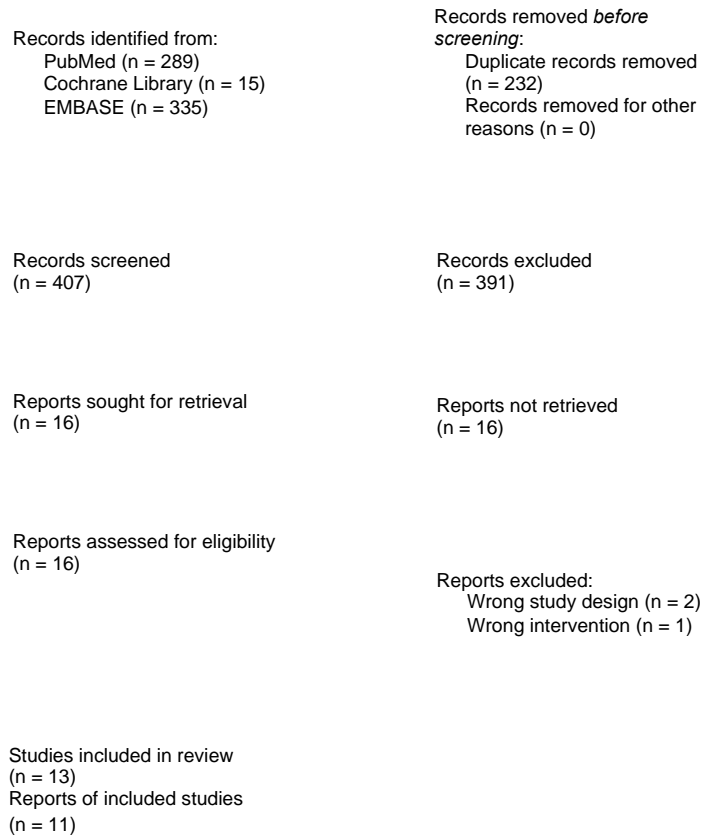 Records identified from:
PubMed (n = 289)
Cochrane Library (n = 15)
EMBASE (n = 335)
Records removed before
screening:
Duplicate records removed
(n = 232)
Records removed for other
reasons (n = 0)
Records screened
(n = 407)
Records excluded
(n = 391)
Reports sought for retrieval
(n = 16)
Reports not retrieved
(n = 16)
Reports assessed for eligibility
(n = 16)
Reports excluded:
Wrong study design (n = 2)
Wrong intervention (n = 1)
Studies included in review
(n = 13)
Reports of included studies
(n = 11)